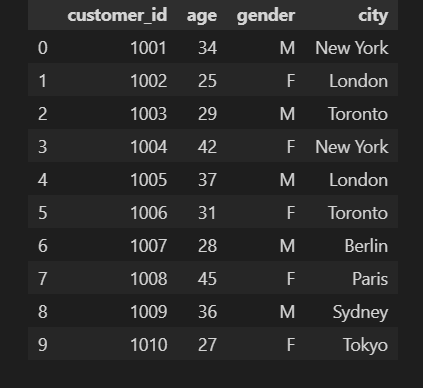 customer_id age gender city
0 1001 34 M New York
1 1002 25 F London
2 1003 29 M Toronto
3 1004 42 F New York
4 1005 37 M London
5 1006 31 F Toronto
6 1007 28 M Berlin
7 1008 45 F Paris
8 1009 36 M Sydney
9 1010 27 F Tokyo